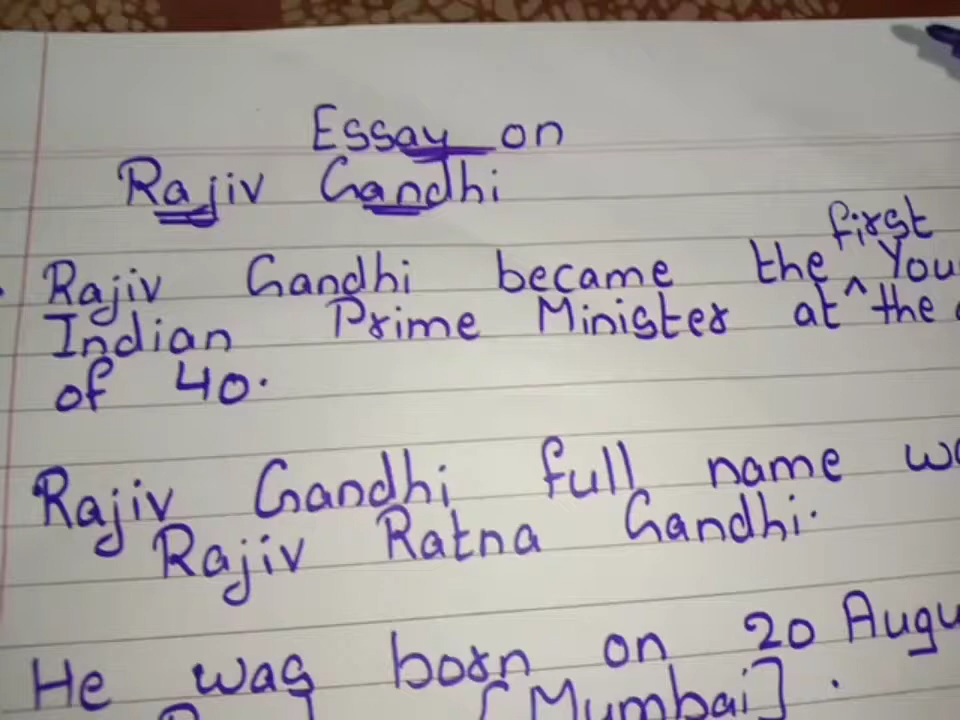 Essay on
Rajiv Gandhi
first
Rajiv Gandhi became the ^ You
Indian Prime Minister at the
of 40.
Rajiv Gandhi full name
Rajiv Ratna Gandhi.
He was born on 20 Augu
[Mumbai].